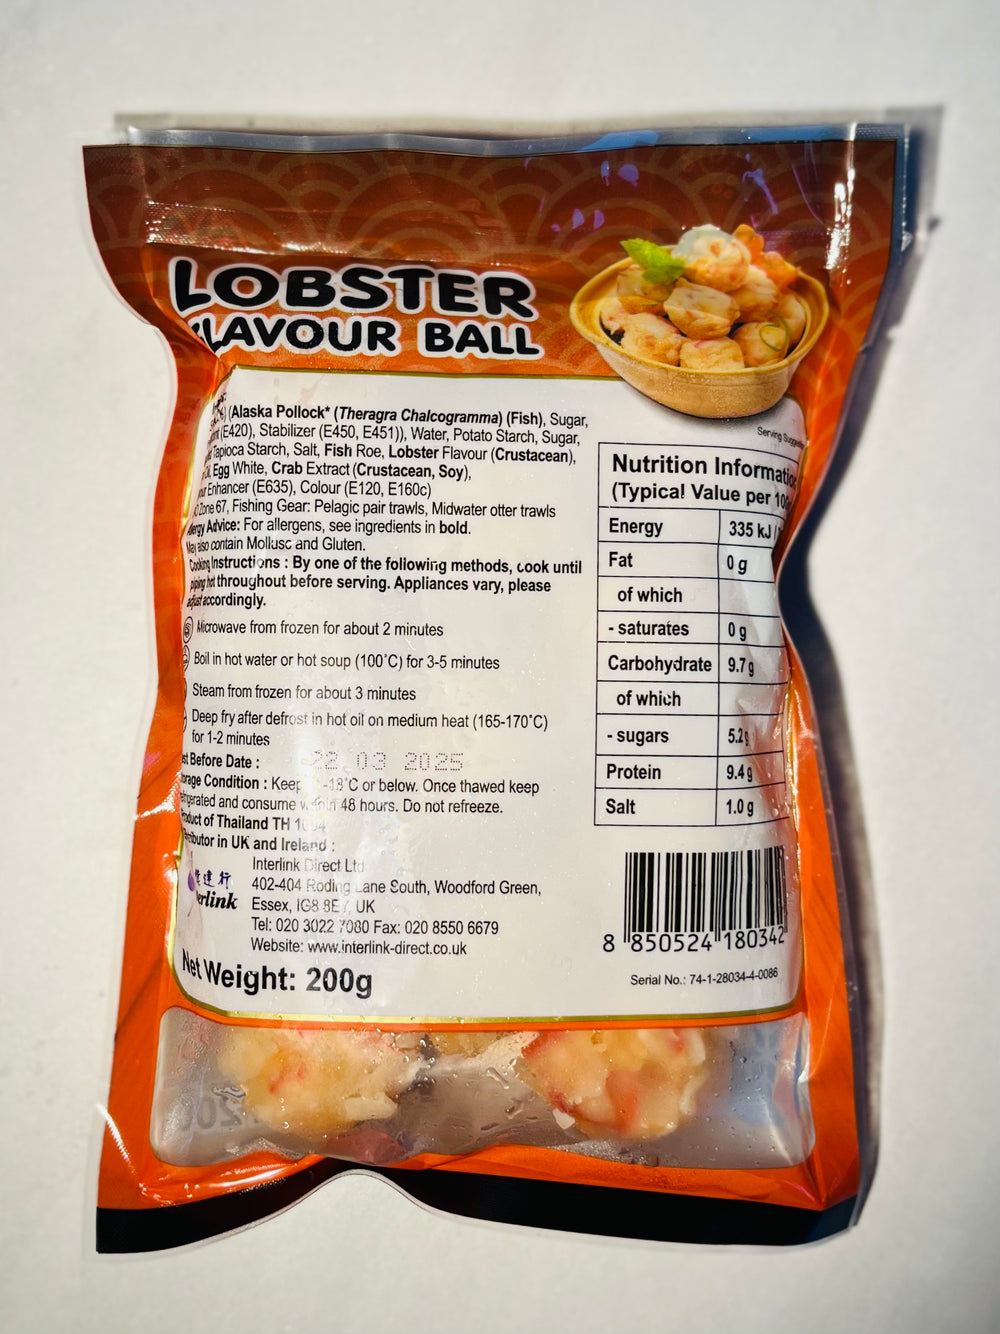 LOBSTER
FLAVOUR BALL
(Alaska Pollock* (Theragra Chalcogramma) (Fish), Sugar,
(E420), Stabilizer (E450, E451)), Water, Potato Starch, Sugar,
Tapioca Starch, Salt, Fish Roe, Lobster Flavour (Crustacean),
Egg White, Crab Extract (Crustacean, Soy),
Enhancer (E635), Colour (E120, E160c)
Zone 67, Fishing Gear: Pelagic pair trawls, Midwater otter trawls
Allergy Advice: For allergens, see ingredients in bold.
May also contain Mollusc and Gluten.
Cooking Instructions : By one of the following methods, cook until
piping hot throughout before serving. Appliances vary, please
adjust accordingly.
Microwave from frozen for about 2 minutes
Boil in hot water or hot soup (100˚C) for 3-5 minutes
Steam from frozen for about 3 minutes
Deep fry after defrost in hot oil on medium heat (165-170˚C)
for 1-2 minutes
Best Before Date : 22 03 2025
Storage Condition : Keep -18˚C or below. Once thawed keep
refrigerated and consume within 48 hours. Do not refreeze.
Product of Thailand TH
Distributor in UK and Ireland :
Interlink Direct Ltd
402-404 Roding Lane South, Woodford Green,
Essex, IG8 UK
Tel: 020 3022 7080 Fax: 020 8550 6679
Website: www.interlink-direct.co.uk
達行
Interlink
Net Weight: 200g
Serving Suggestion
Nutrition Information
(Typical Value per 100g)
Energy 335 kJ /
Fat 0 g
of which
- saturates 0 g
Carbohydrate 9.7 g
of which
- sugars 5.2 g
Protein 9.4 g
Salt 1.0 g
8 850524 180342
Serial No.: 74-1-28034-4-0086